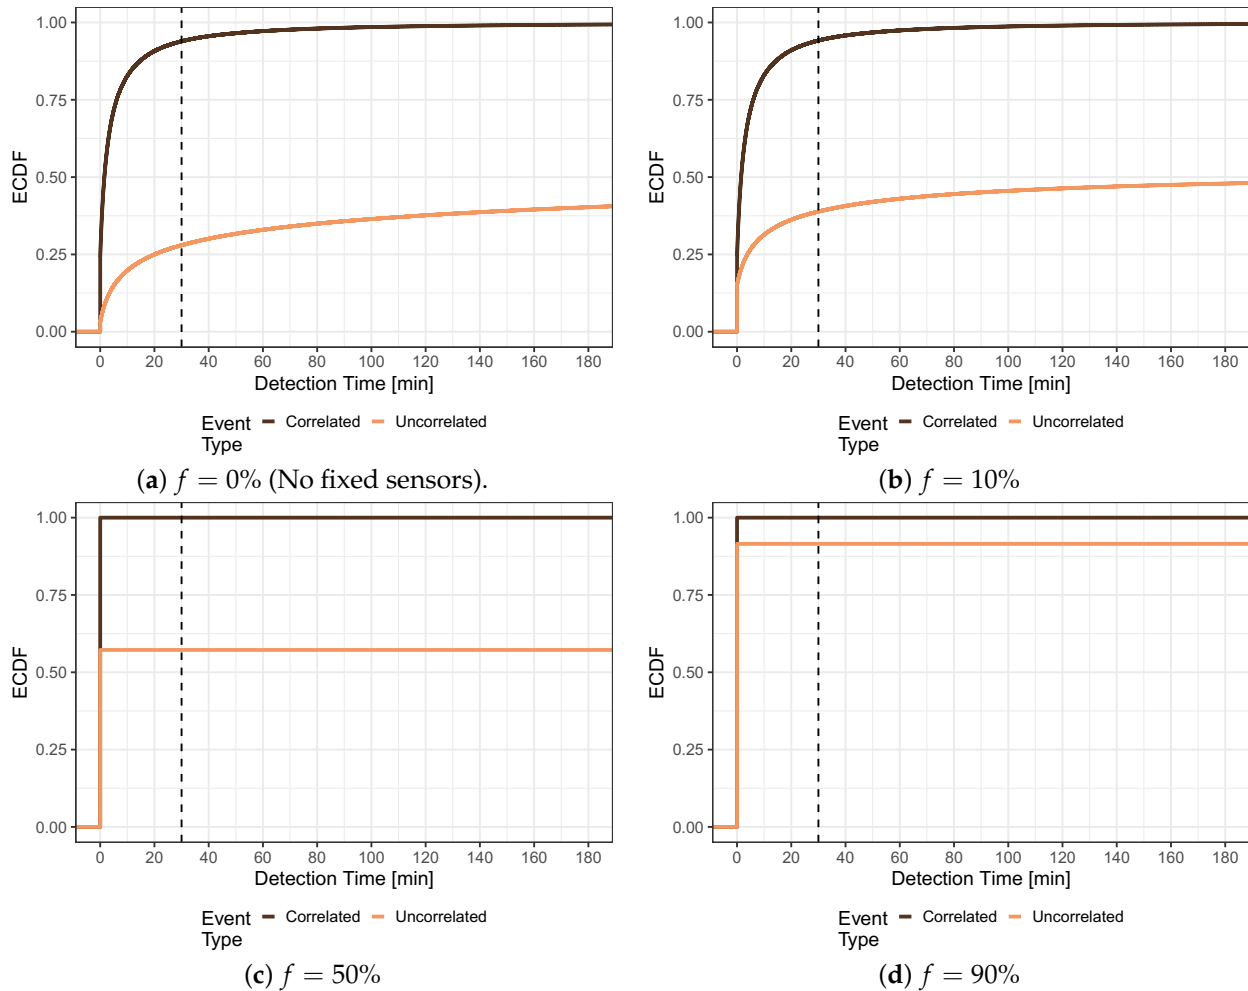 1.00
0.75
0.50
0.25
0.00
ECDF
0 20 40 60 80 100 120 140 160 180
Detection Time [min]
Event Type Correlated Uncorrelated
(a) f = 0% (No fixed sensors).
1.00
0.75
0.50
0.25
0.00
ECDF
0 20 40 60 80 100 120 140 160 180
Detection Time [min]
Event Type Correlated Uncorrelated
(b) f = 10%
1.00
0.75
0.50
0.25
0.00
ECDF
0 20 40 60 80 100 120 140 160 180
Detection Time [min]
Event Type Correlated Uncorrelated
(c) f = 50%
1.00
0.75
0.50
0.25
0.00
ECDF
0 20 40 60 80 100 120 140 160 180
Detection Time [min]
Event Type Correlated Uncorrelated
(d) f = 90%